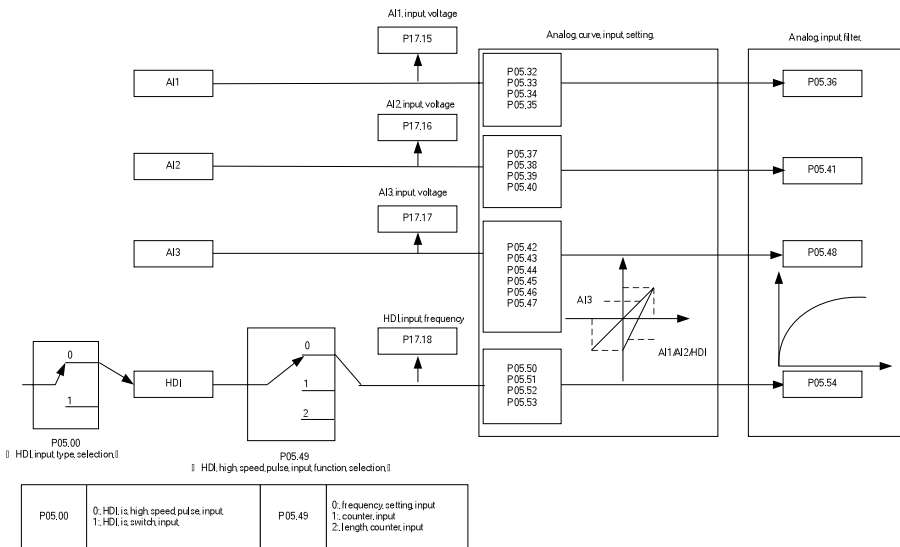 AI1, input voltage
P17.15
Analog, curve, input, setting,
Analog, input, filter,
AI1
P05.32
P05.33
P05.34
P05.35
P05.36
AI2, input voltage
P17.16
AI2
P05.37
P05.38
P05.39
P05.40
P05.41
AI3, input, voltage
P17.17
AI3
P05.42
P05.43
P05.44
P05.45
P05.46
P05.47
P05.48
AI3
AI1/AI2/HDI
HDI, input, frequency
P17.18
0
1
HDI
0
1
2
P05.50
P05.51
P05.52
P05.53
P05.54
P05.00
HDI, input, type, selection,
P05.49
HDI, high, speed, pulse, input, function, selection,
P05.00
0:, HDI, is, high, speed, pulse, input,
1:, HDI, is, switch, input,
P05.49
0:, frequency, setting, input
1:, counter, input
2:, length, counter, input